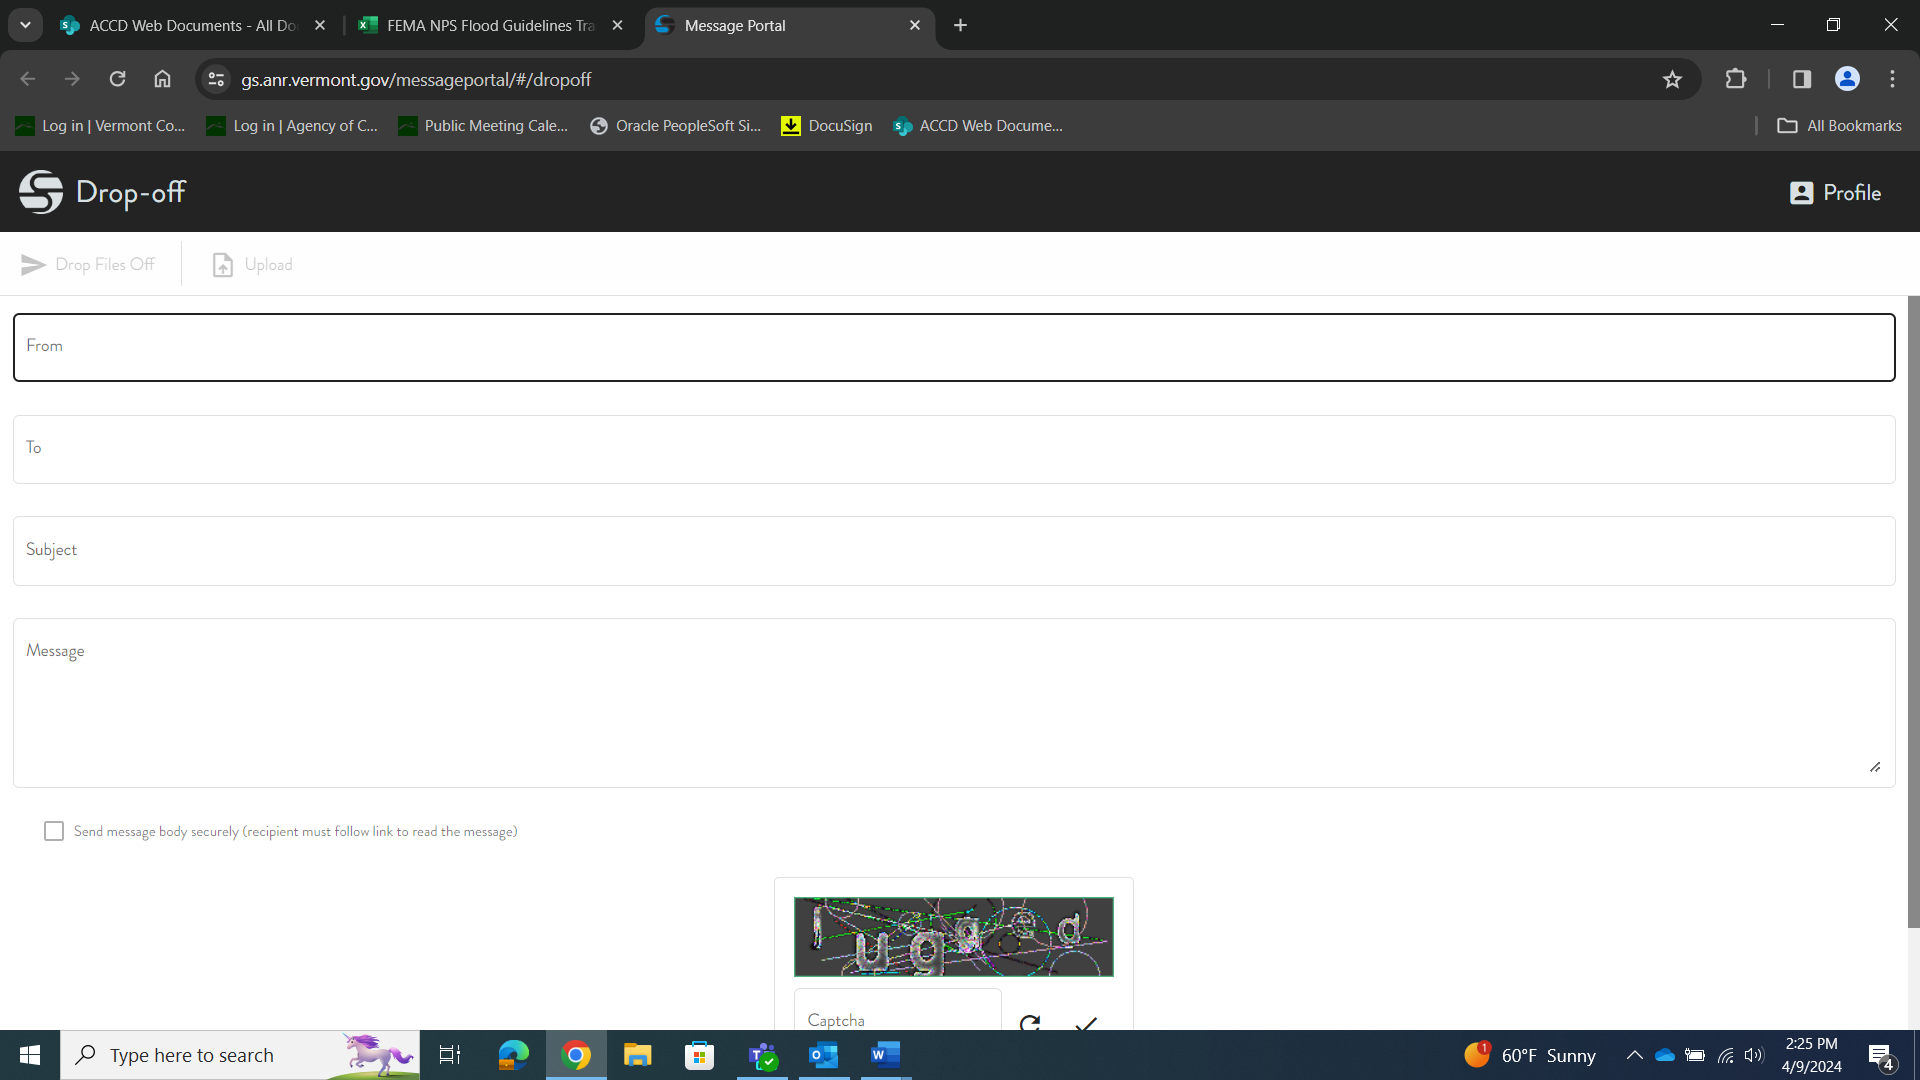 ACCD Web Documents - All Do
FEMA NPS Flood Guidelines Tra
Message Portal
gs.anr.vermont.gov/messageportal/#/dropoff
Log in | Vermont Co...
Log in | Agency of C...
Public Meeting Cale...
Oracle PeopleSoft Si...
DocuSign
ACCD Web Docume...
All Bookmarks
Drop-off
Profile
Drop Files Off
Upload
From
To
Subject
Message
Send message body securely (recipient must follow link to read the message)
Captcha
Type here to search
1
60°F Sunny
2:25 PM
4/9/2024
4